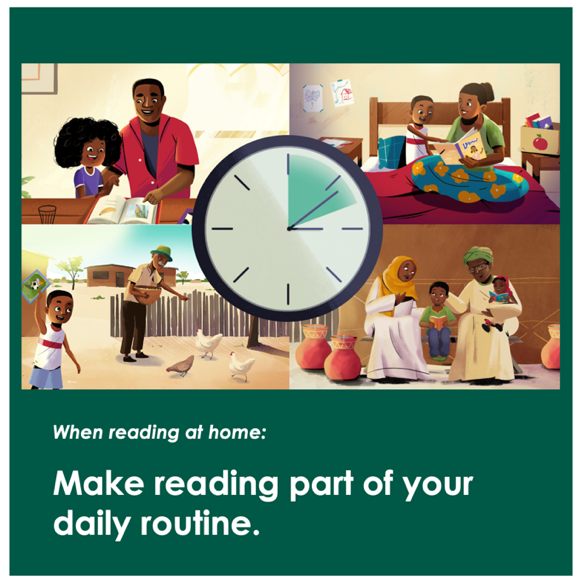 When reading at home:
Make reading part of your
daily routine.